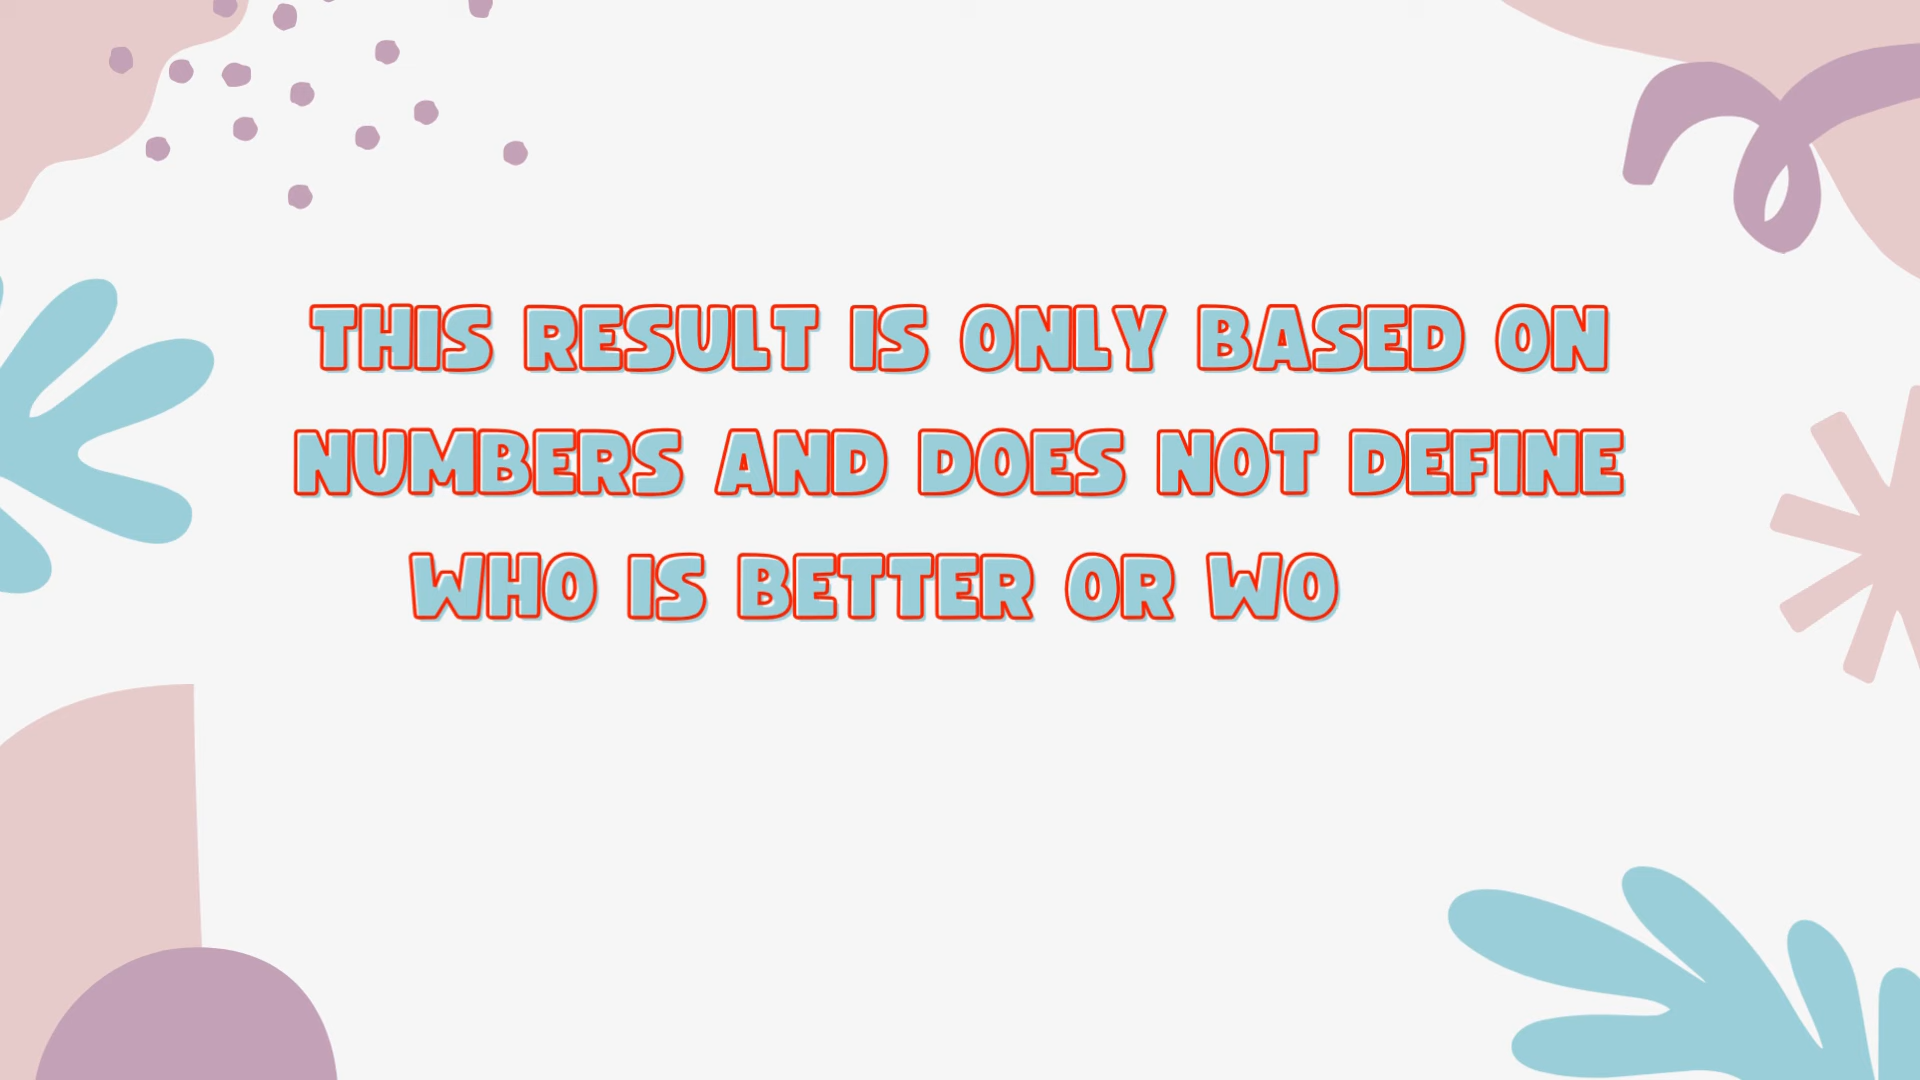 THIS RESULT IS ONLY BASED ON
NUMBERS AND DOES NOT DEFINE
WHO IS BETTER OR WO